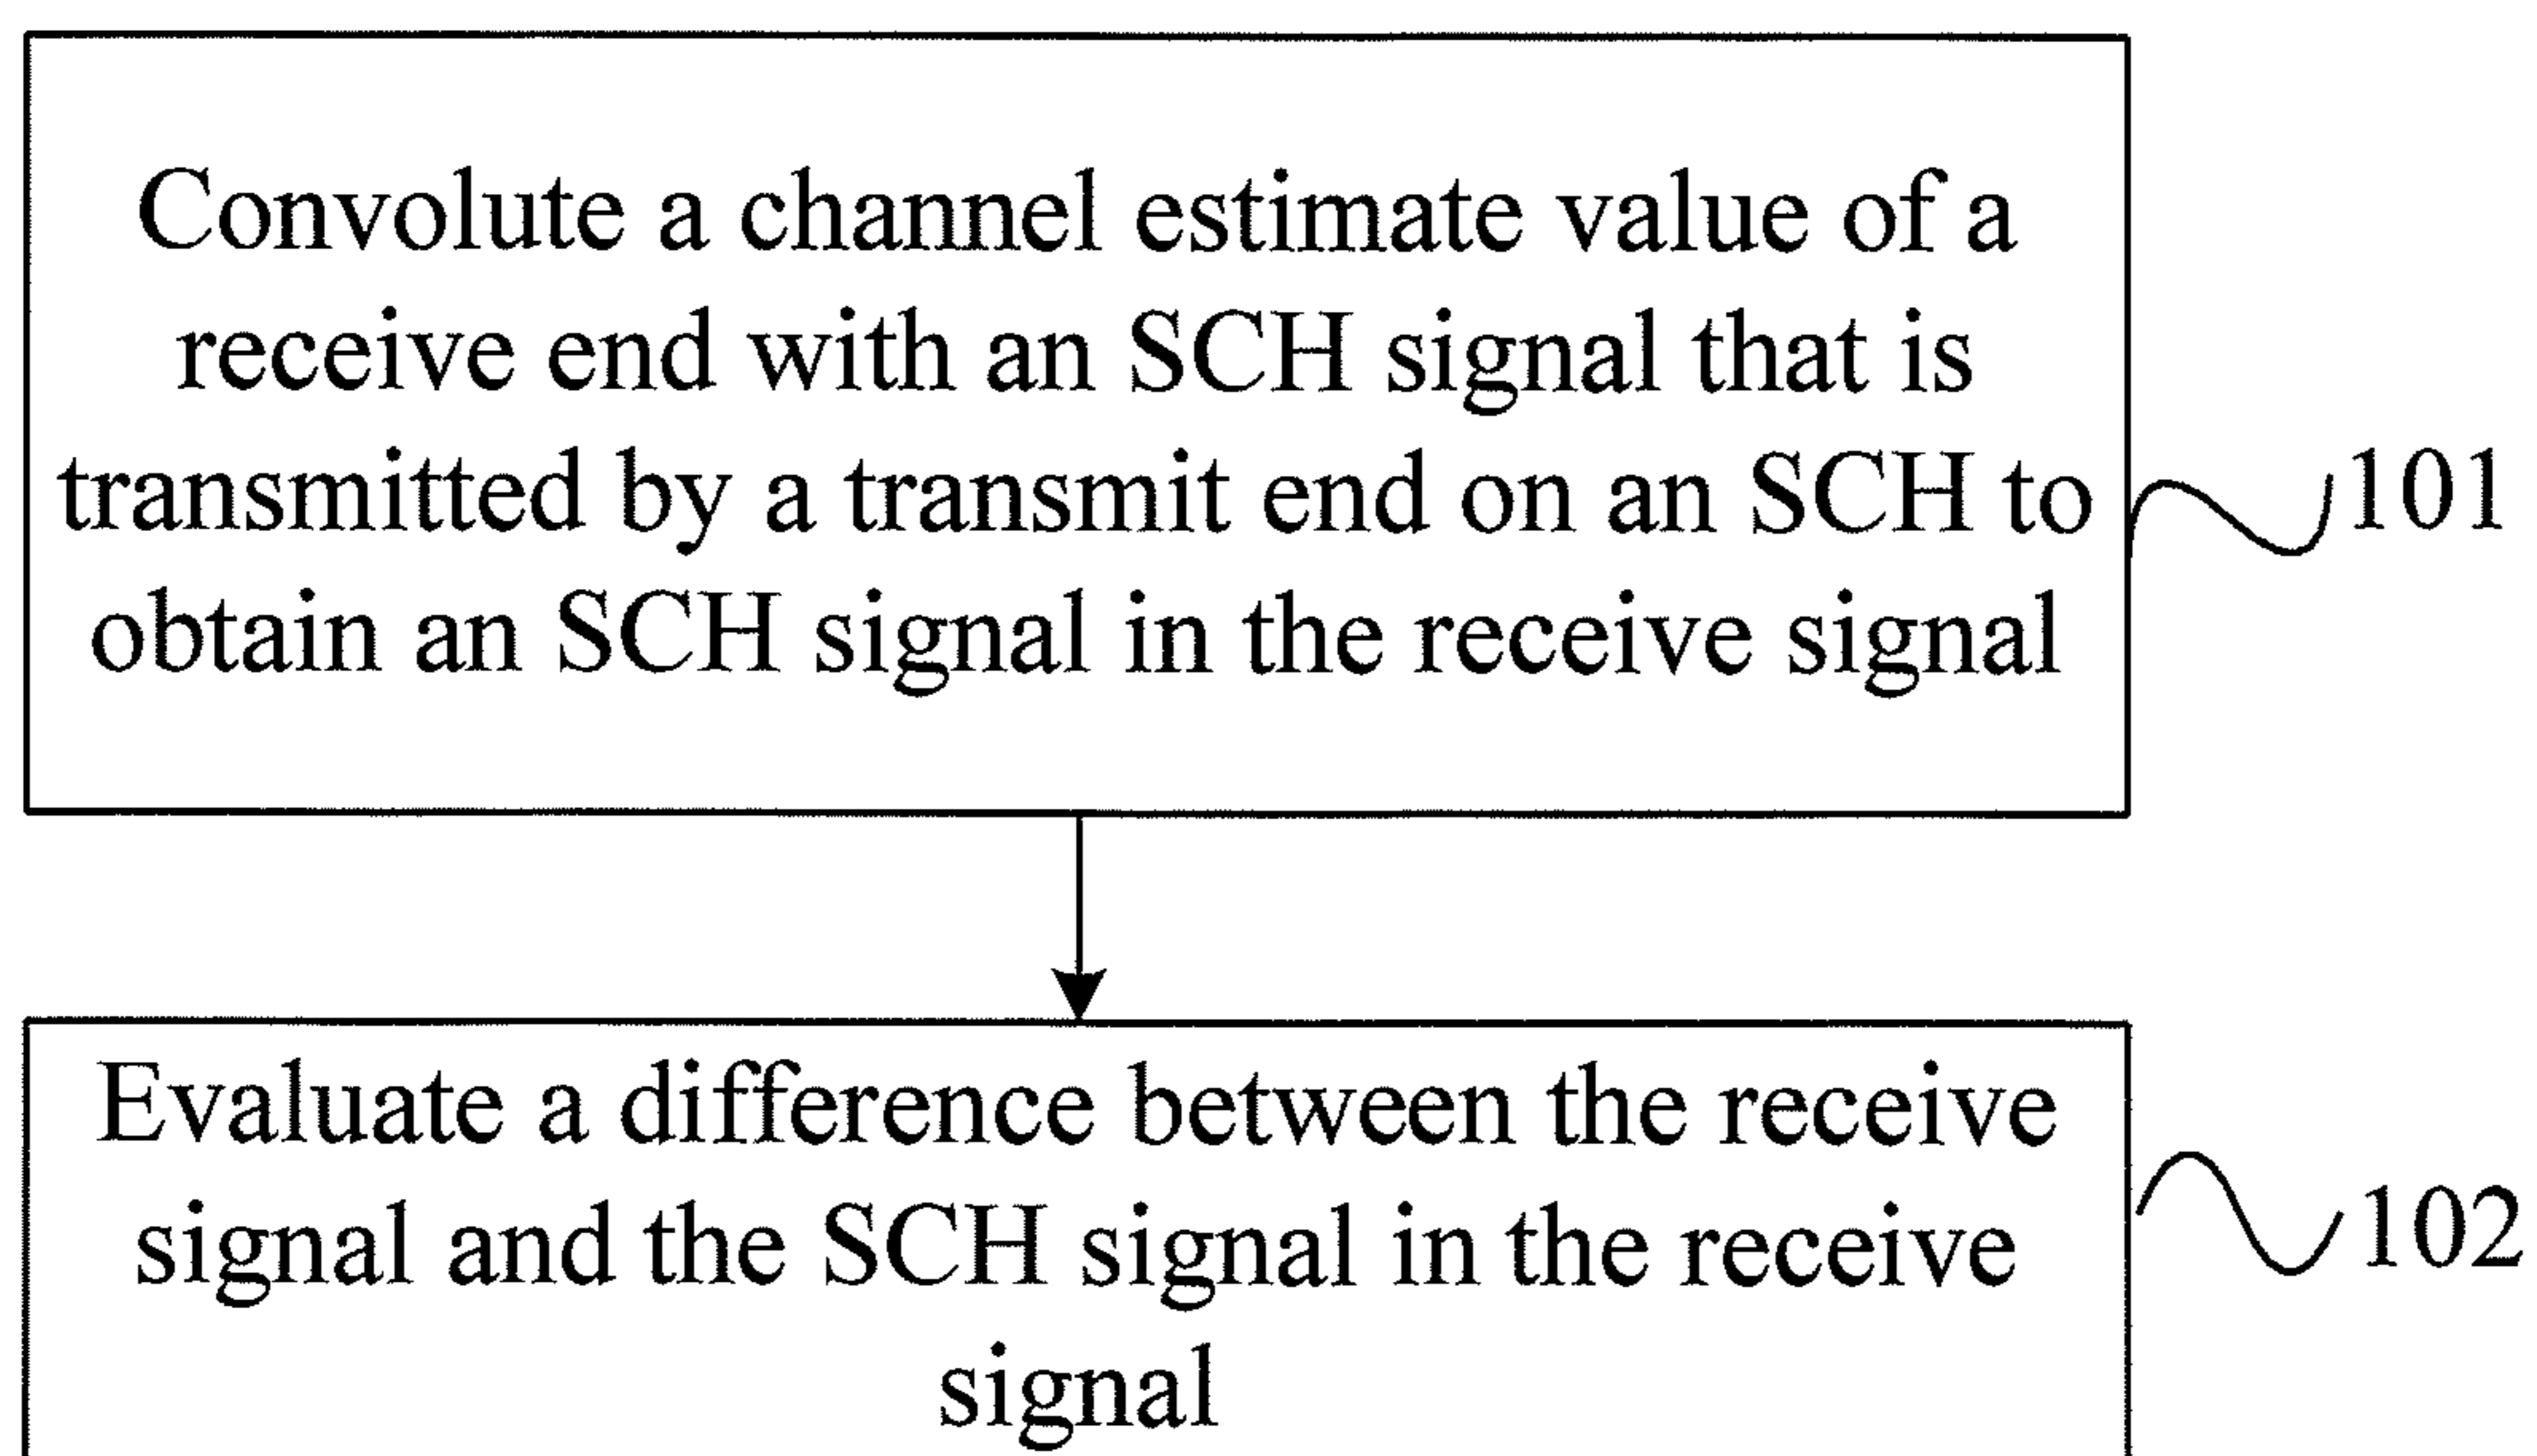 Convolute a channel estimate value of a
receive end with an SCH signal that is
transmitted by a transmit end on an SCH to
obtain an SCH signal in the receive signal
101
Evaluate a difference between the receive
signal and the SCH signal in the receive
signal
102